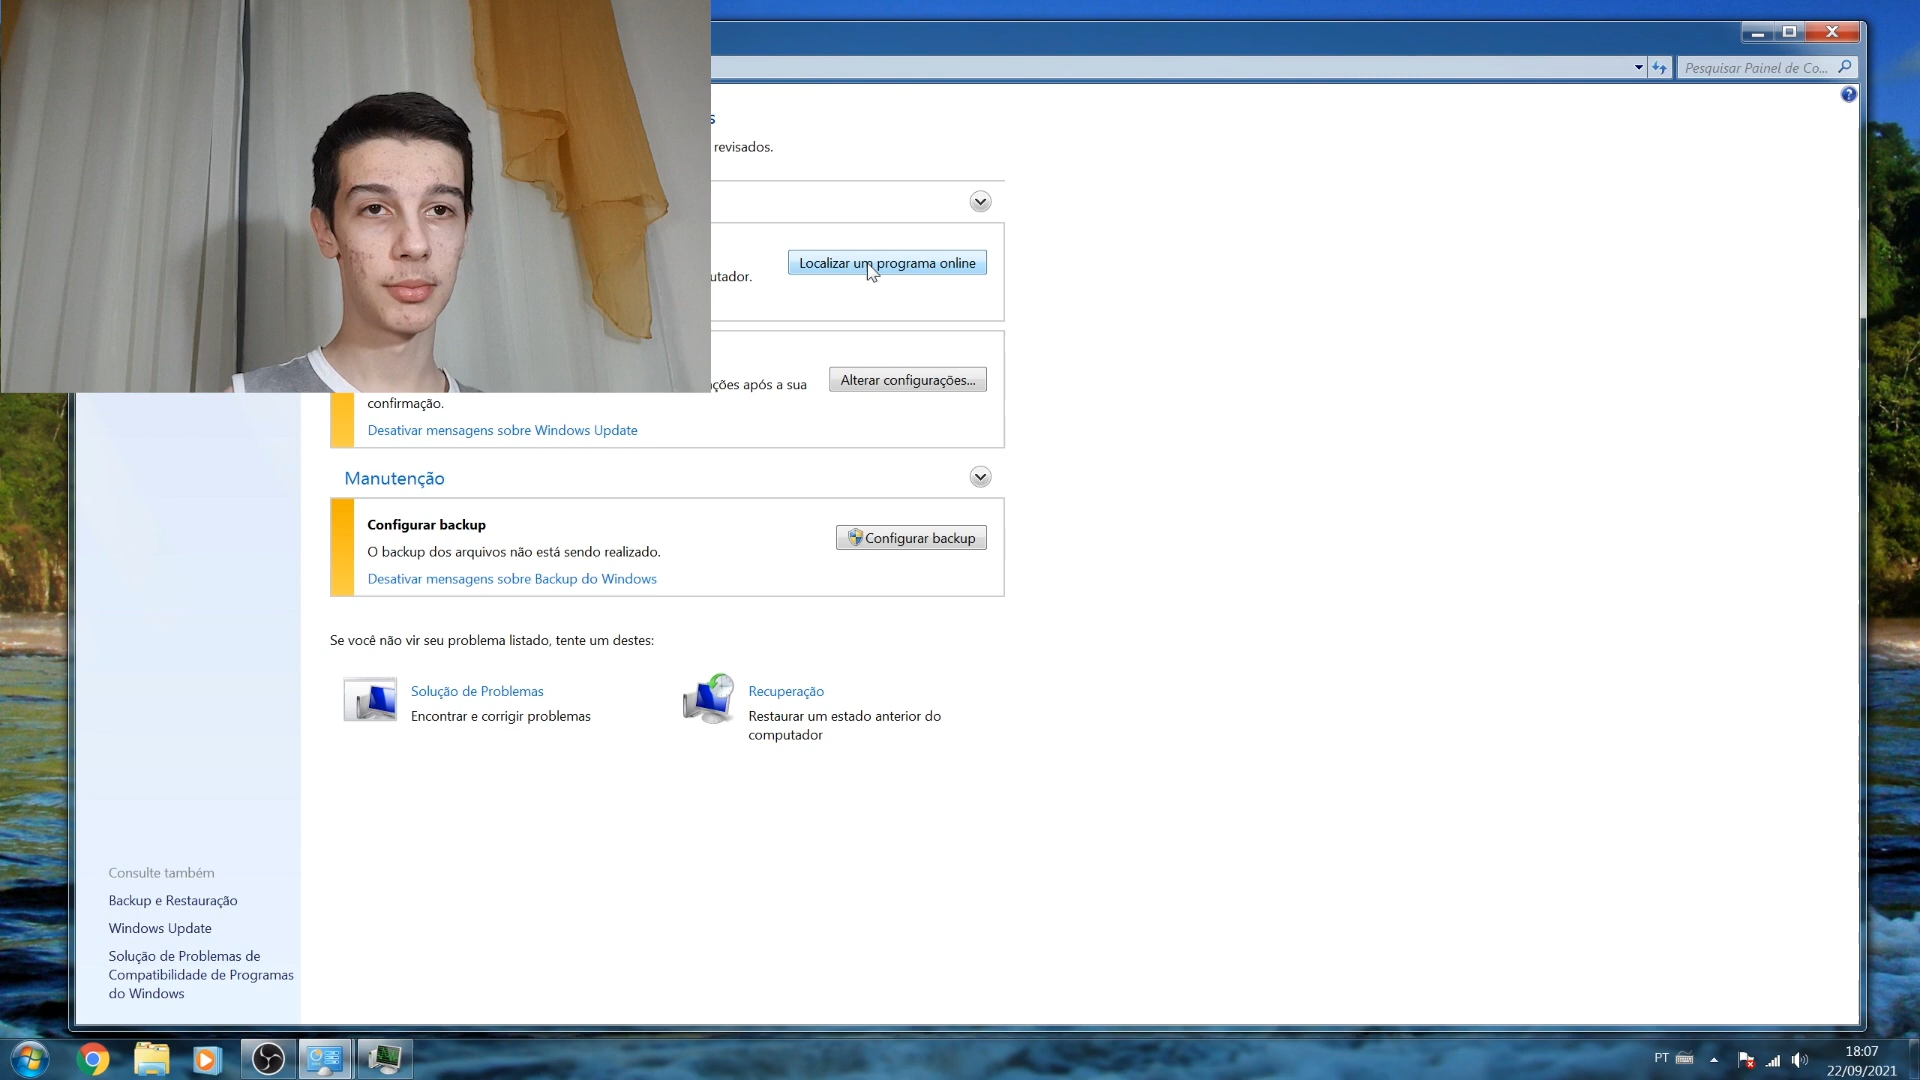 Pesquisar Painel de Co...
s
revisados.
Localizar um programa online
utador.
ções após a sua
confirmação.
Alterar configurações...
Desativar mensagens sobre Windows Update
Manutenção
Configurar backup
O backup dos arquivos não está sendo realizado.
Configurar backup
Desativar mensagens sobre Backup do Windows
Se você não vir seu problema listado, tente um destes:
Solução de Problemas
Encontrar e corrigir problemas
Recuperação
Restaurar um estado anterior do
computador
Consulte também
Backup e Restauração
Windows Update
Solução de Problemas de
Compatibilidade de Programas
do Windows
PT
18:07
22/09/2021